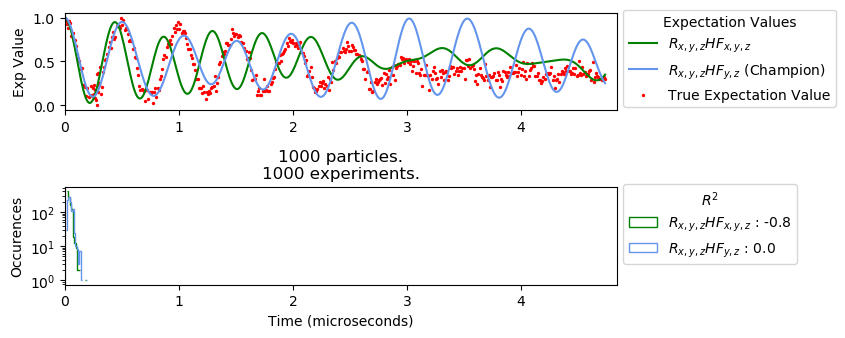 Exp Value
1.0
0.5
0.0
0 1 2 3 4
Expectation Values
R_{x,y,z}HF_{x,y,z}
R_{x,y,z}HF_{y,z} (Champion)
True Expectation Value
1000 particles.
1000 experiments.
Occurences
10^2
10^1
10^0
0 1 2 3 4
Time (microseconds)
R^2
R_{x,y,z}HF_{x,y,z} : -0.8
R_{x,y,z}HF_{y,z} : 0.0